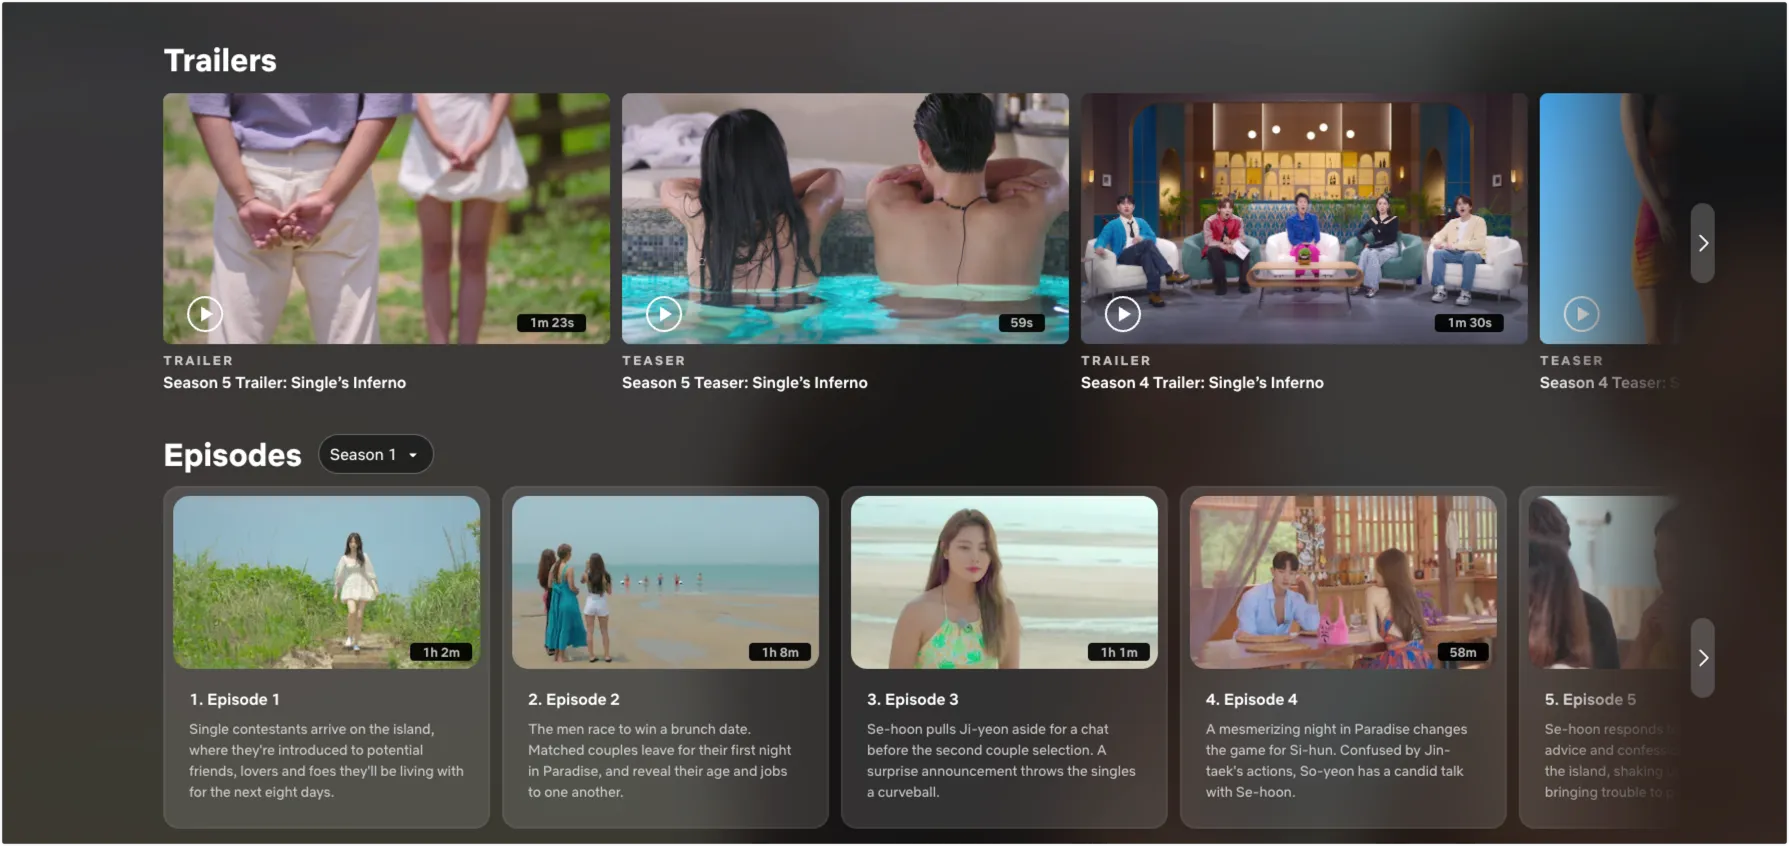 Trailers
1m 23s
59s
1m 30s
TRAILER
TEASER
TRAILER
TEASER
Season 5 Trailer: Single’s Inferno
Season 5 Teaser: Single’s Inferno
Season 4 Trailer: Single’s Inferno
Season 4 Teaser: S
Episodes
Season 1
1h 2m
1h 8m
1h 1m
58m
1. Episode 1
Single contestants arrive on the island,
where they're introduced to potential
friends, lovers and foes they'll be living with
for the next eight days.
2. Episode 2
The men race to win a brunch date.
Matched couples leave for their first night
in Paradise, and reveal their age and jobs
to one another.
3. Episode 3
Se-hoon pulls Ji-yeon aside for a chat
before the second couple selection. A
surprise announcement throws the singles
a curveball.
4. Episode 4
A mesmerizing night in Paradise changes
the game for Si-hun. Confused by Jin-
taek's actions, So-yeon has a candid talk
with Se-hoon.
5. Episode 5
Se-hoon responds
advice and
the island, shaking
bringing trouble to